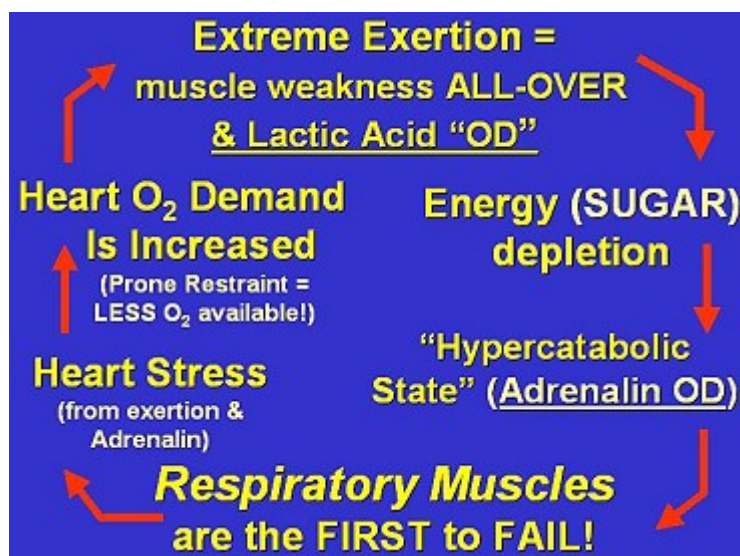 Extreme Exertion =
muscle weakness ALL-OVER
& Lactic Acid “OD”
Energy (SUGAR)
depletion
“Hypercatabolic
State” (Adrenalin OD)
Respiratory Muscles
are the FIRST to FAIL!
Heart Stress
(from exertion &
Adrenalin)
Heart O₂ Demand
Is Increased
(Prone Restraint =
LESS O₂ available!)